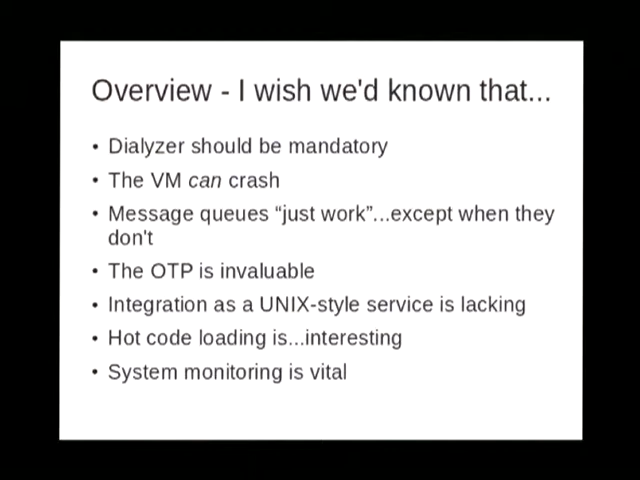 Overview - I wish we'd known that...
• Dialyzer should be mandatory
• The VM can crash
• Message queues “just work”...except when they
don't
• The OTP is invaluable
• Integration as a UNIX-style service is lacking
• Hot code loading is...interesting
• System monitoring is vital